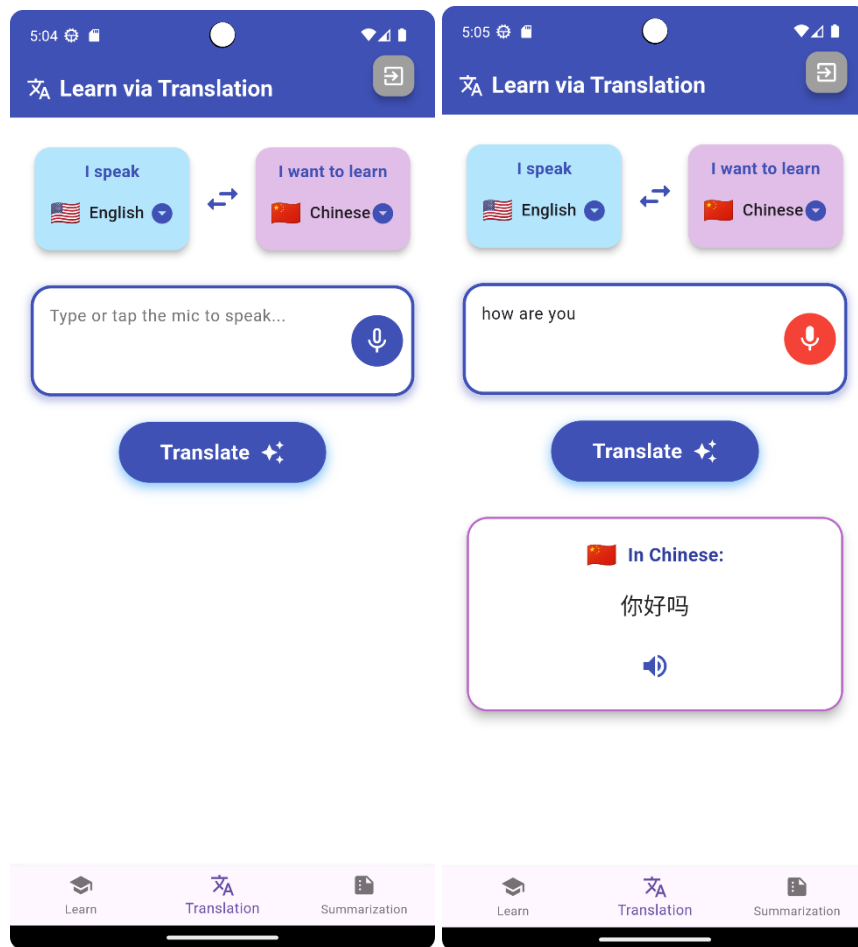 5:04
Learn via Translation
I speak
English
I want to learn
Chinese
Type or tap the mic to speak...
Translate
Learn
Translation
Summarization
5:05
Learn via Translation
I speak
English
I want to learn
Chinese
how are you
Translate
In Chinese:
你好吗
Learn
Translation
Summarization